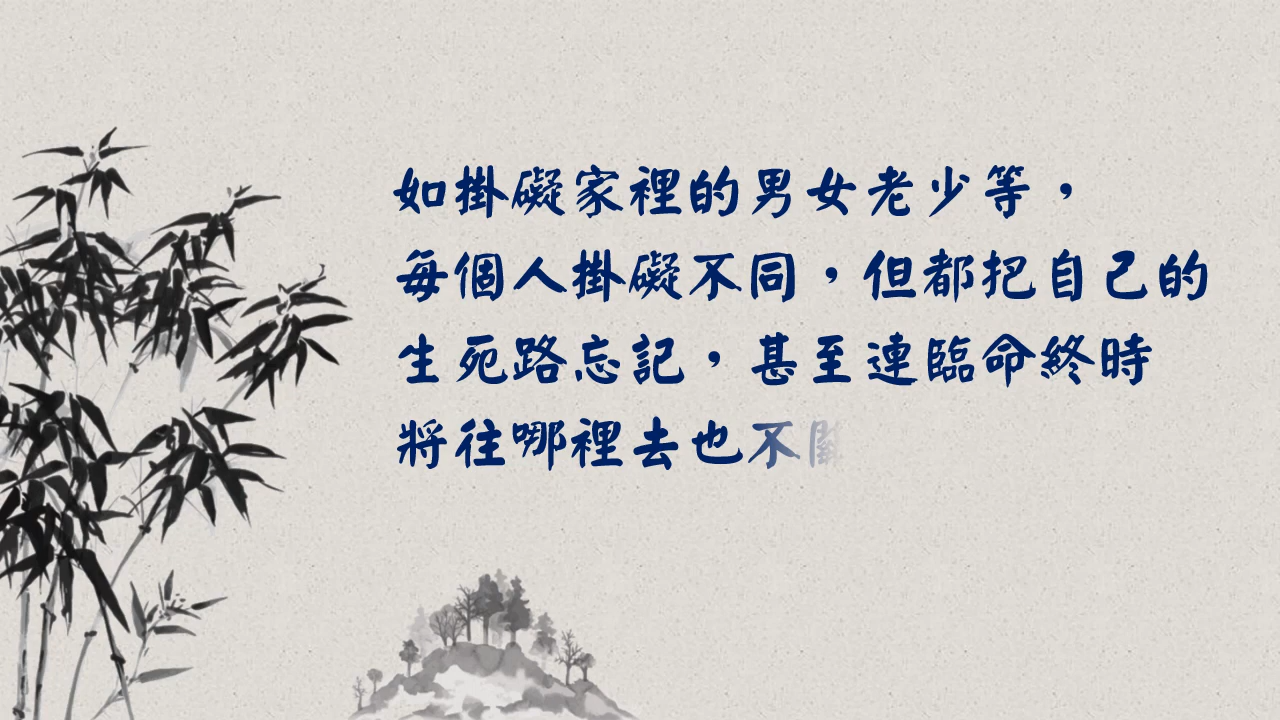 如掛礙家裡的男女老少等，
每個人掛礙不同，但都把自己的
生死路忘記，甚至連臨命終時
將往哪裡去也不